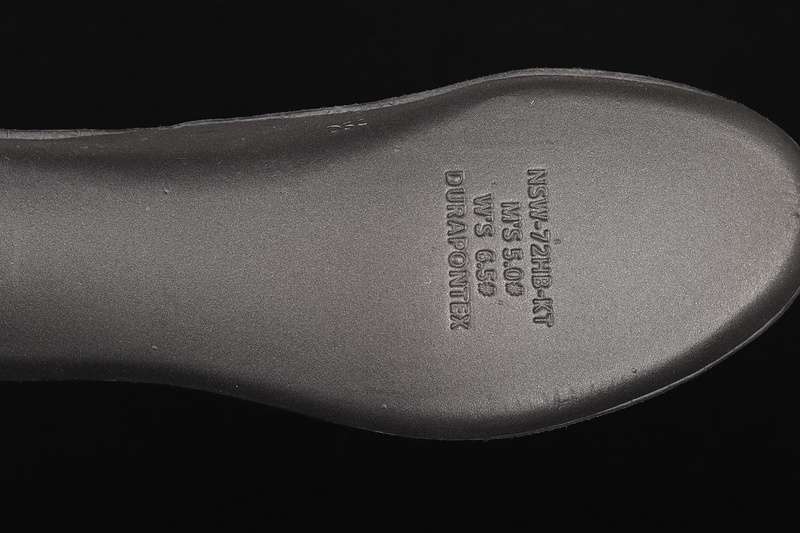 NSW-72HB-KT
M'S 5.0#
W'S 6.5#
DURAPONTEX